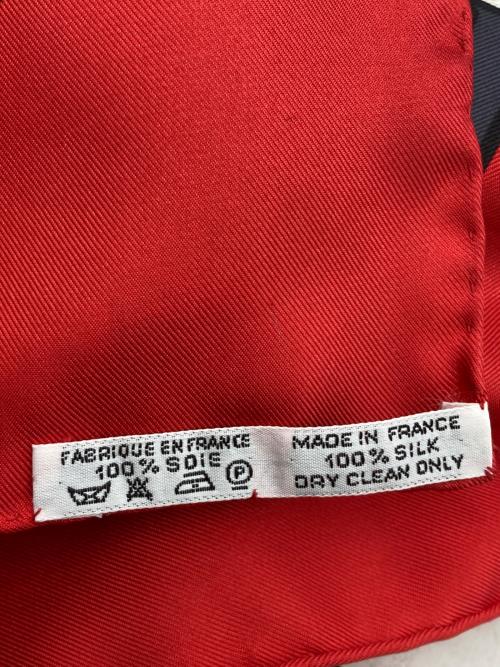 FABRIQUE EN FRANCE
100% SOIE
P
MADE IN FRANCE
100% SILK
DRY CLEAN ONLY